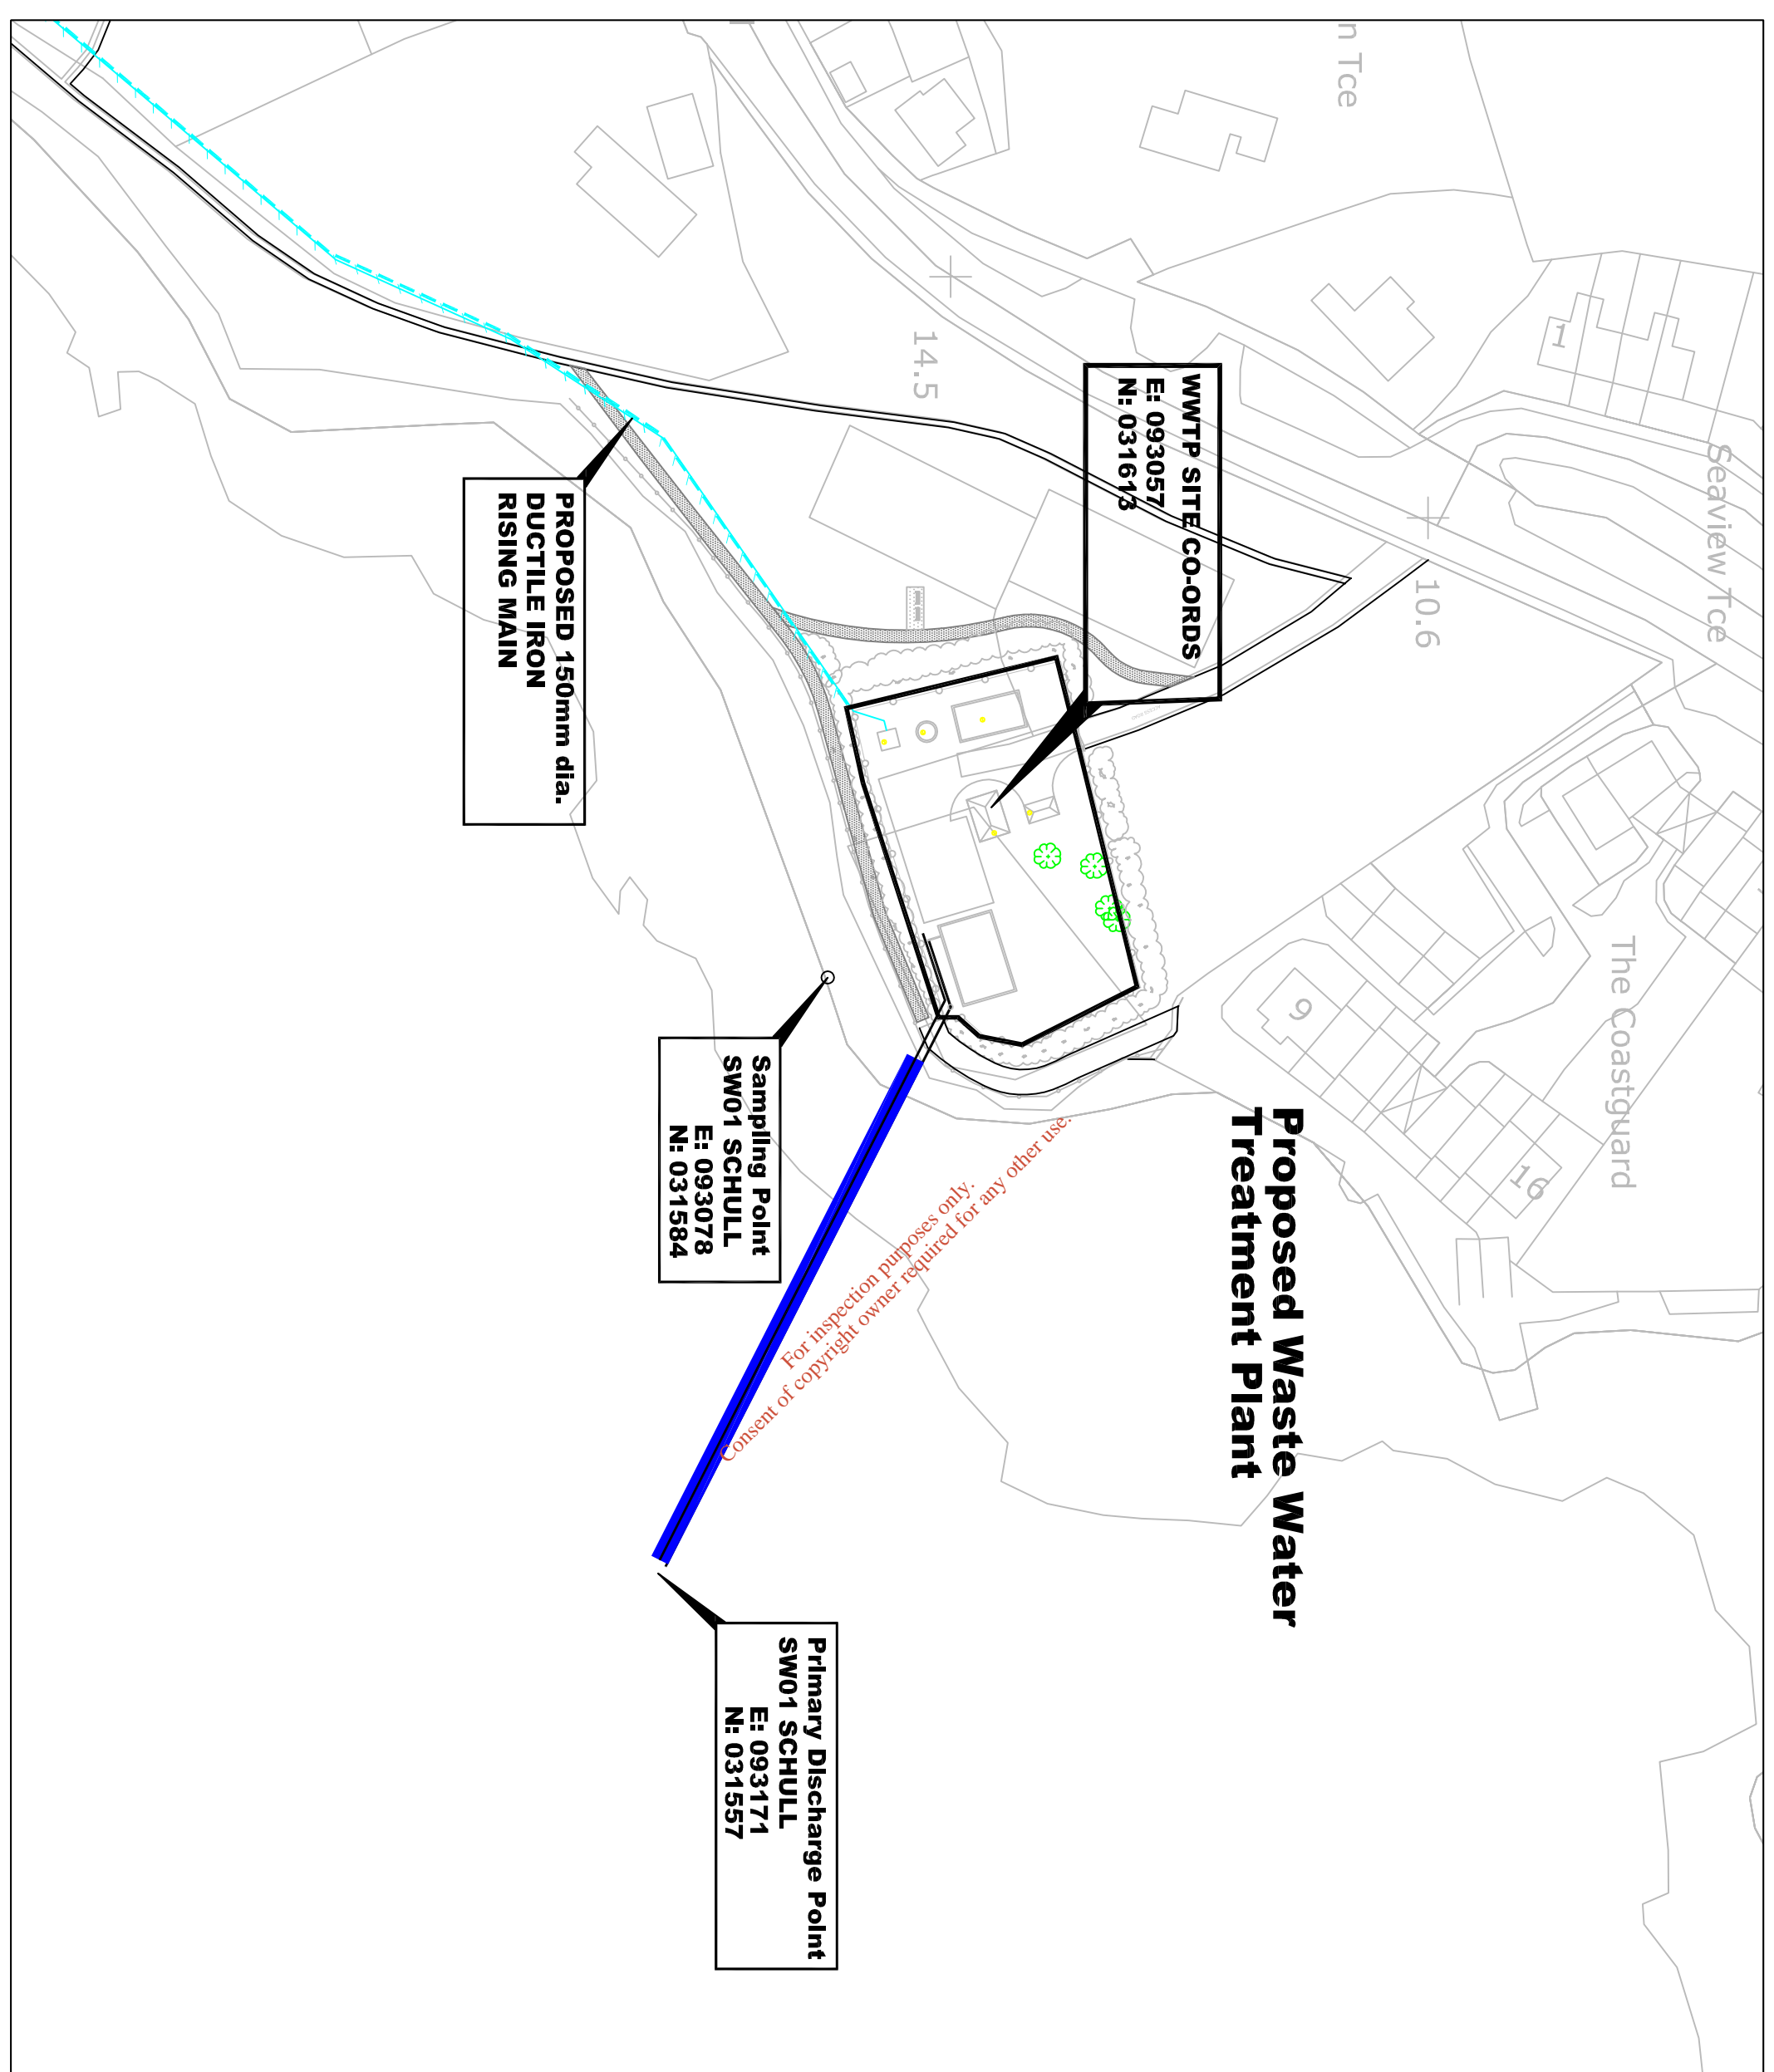 n Tce
Seaview Tce
1
14.5
10.6
WWTP SITE CO-ORDS
E: 093057
N: 031613
PROPOSED 150mm dia.
DUCTILE IRON
RISING MAIN
The Coastguard
9
16
Proposed Waste Water
Treatment Plant
Sampling Point
SW01 SCHULL
E: 093078
N: 031584
For inspection purposes only.
Consent of copyright owner required for any other use.
Primary Discharge Point
SW01 SCHULL
E: 093171
N: 031557